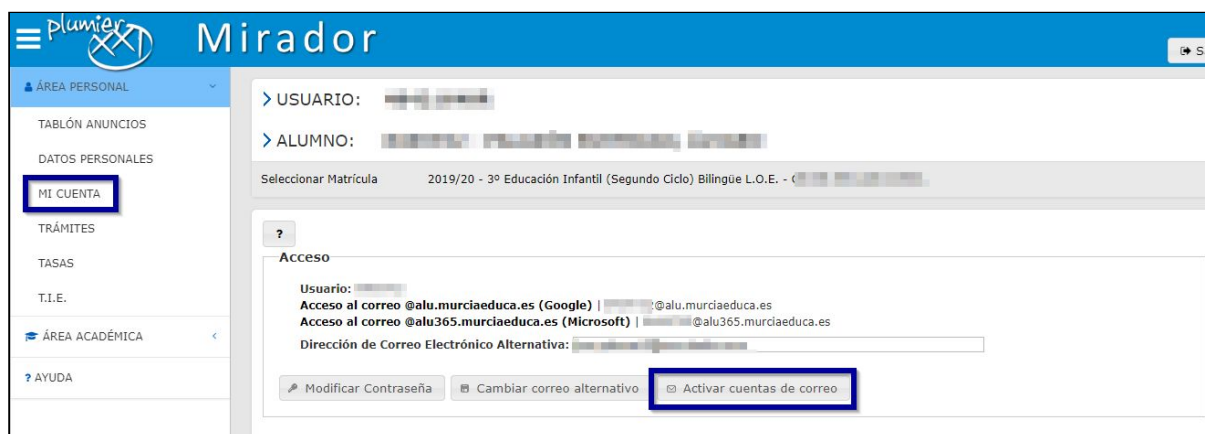 plumier XXI Mirador
S
ÁREA PERSONAL
TABLÓN ANUNCIOS
DATOS PERSONALES
MI CUENTA
TRÁMITES
TASAS
T.I.E.
ÁREA ACADÉMICA
? AYUDA
USUARIO:
ALUMNO:
Seleccionar Matrícula 2019/20 - 3º Educación Infantil (Segundo Ciclo) Bilingüe L.O.E. -
?
Acceso
Usuario:
Acceso al correo @alu.murciaeduca.es (Google) | @alu.murciaeduca.es
Acceso al correo @alu365.murciaeduca.es (Microsoft) | @alu365.murciaeduca.es
Dirección de Correo Electrónico Alternativa:
Modificar Contraseña Cambiar correo alternativo Activar cuentas de correo